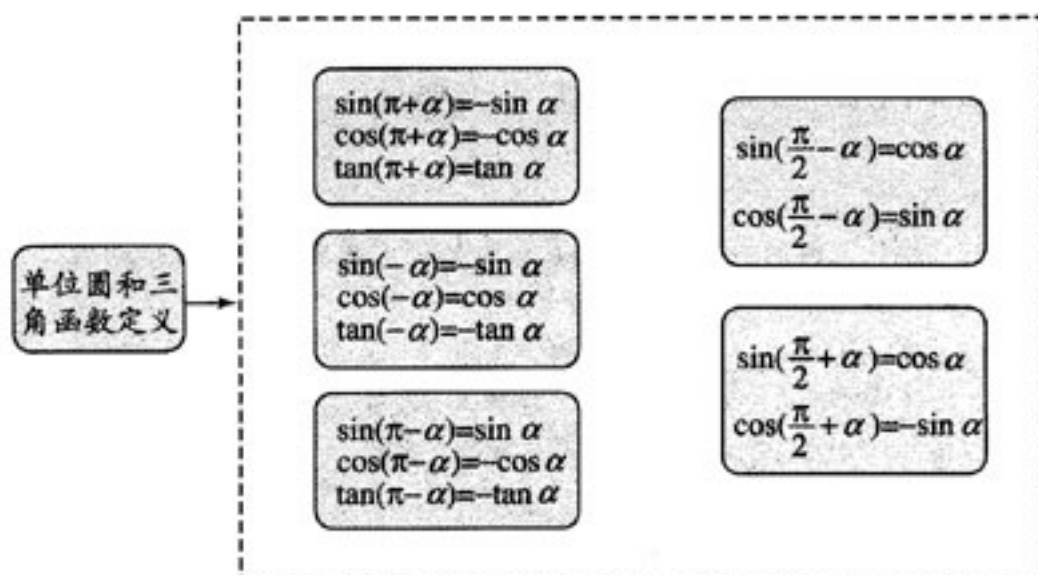 单位圆和三
角函数定义
sin(π+α)=-sin α
cos(π+α)=-cos α
tan(π+α)=tan α
sin(-α)=-sin α
cos(-α)=cos α
tan(-α)=-tan α
sin(π-α)=sin α
cos(π-α)=-cos α
tan(π-α)=-tan α
sin(π/2-α)=cos α
cos(π/2-α)=sin α
sin(π/2+α)=cos α
cos(π/2+α)=-sin α